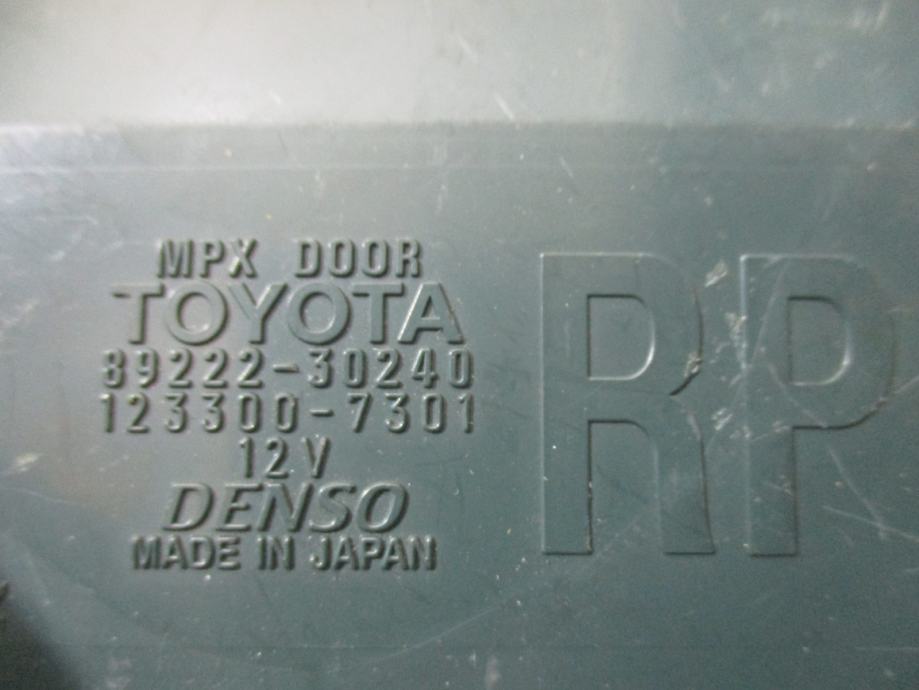 MPX DOOR
TOYOTA
89222-30240
123300-7301
12V
DENSO
MADE IN JAPAN
RP